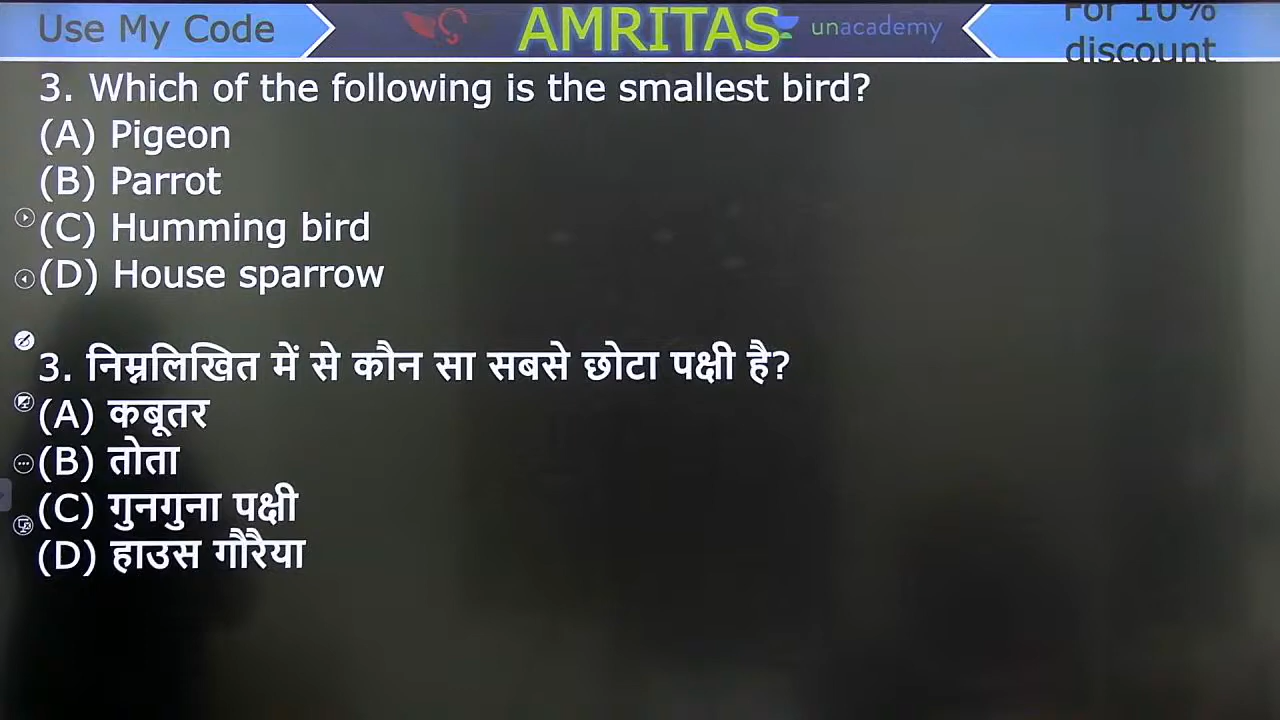 Use My Code
AMRITAS
unacademy
For 10%
discount
3. Which of the following is the smallest bird?
(A) Pigeon
(B) Parrot
(C) Humming bird
(D) House sparrow
3. निम्नलिखित में से कौन सा सबसे छोटा पक्षी है?
(A) कबूतर
(B) तोता
(C) गुनगुना पक्षी
(D) हाउस गौरैया